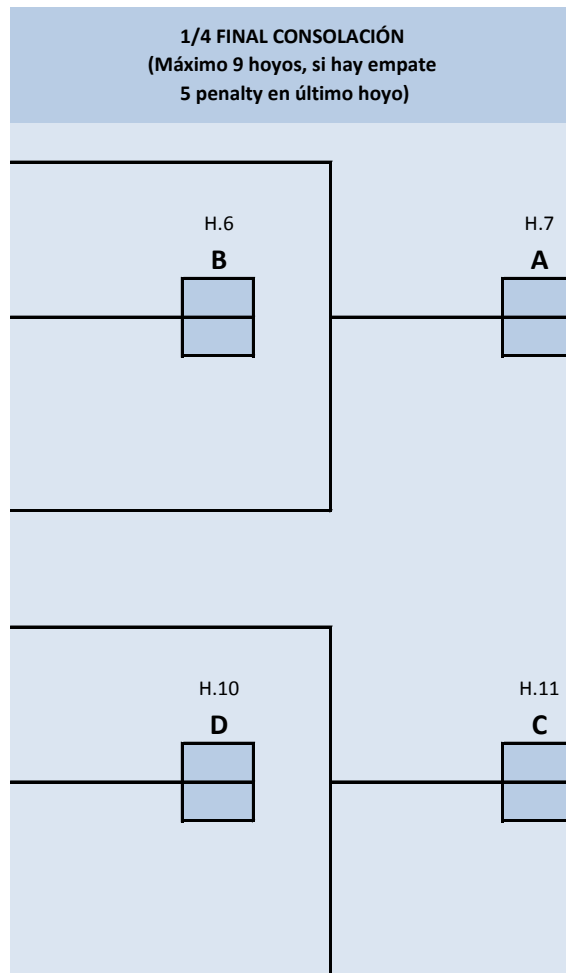 1/4 FINAL CONSOLACIÓN
(Máximo 9 hoyos, si hay empate
5 penalty en último hoyo)
H.6
H.7
B
A
H.10
H.11
D
C